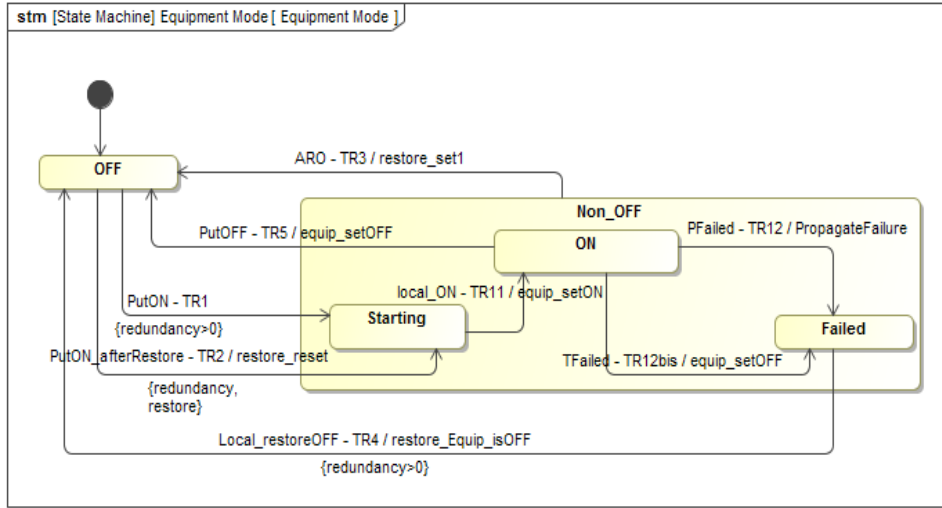 stm [State Machine] Equipment Mode [ Equipment Mode ]
ARO - TR3 / restore_set1
OFF
Non_OFF
PutOFF - TR5 / equip_setOFF
PFailed - TR12 / PropagateFailure
ON
local_ON - TR11 / equip_setON
PutON - TR1
{redundancy>0}
Starting
Failed
PutON_afterRestore - TR2 / restore_reset
TFailed - TR12bis / equip_setOFF
{redundancy,
restore}
Local_restoreOFF - TR4 / restore_Equip_isOFF
{redundancy>0}